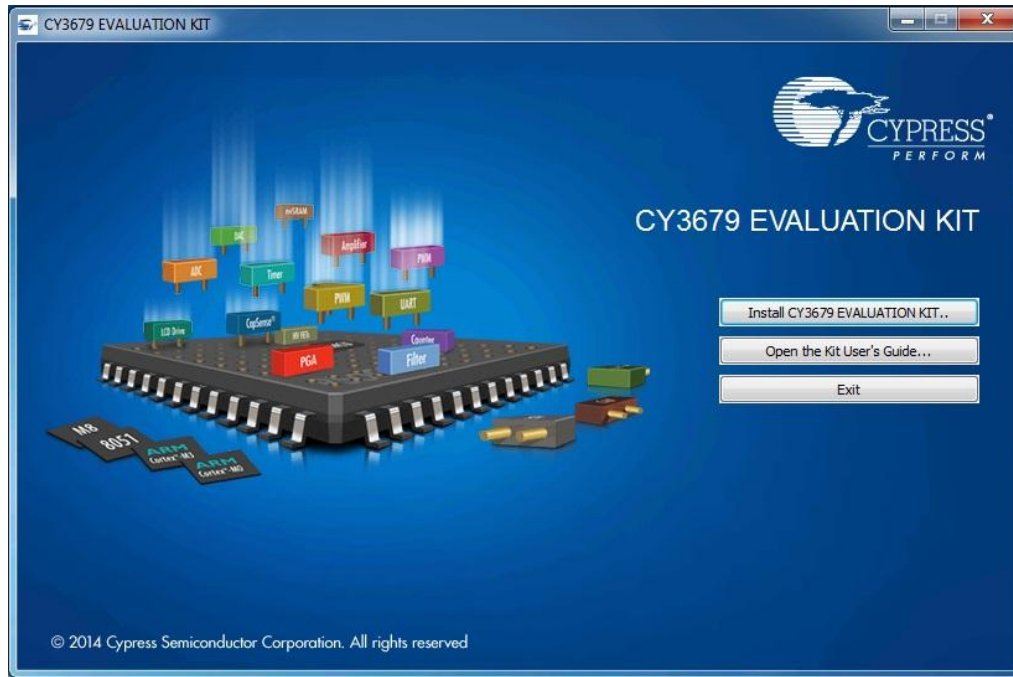 CY3679 EVALUATION KIT
CYPRESS®
PERFORM
CY3679 EVALUATION KIT
nvSRAM
DAC
Amplifier
ADC
Timer
PWM
PWM
UART
LCD Drive
CapSense®
Counter
PGA
Filter
M8
8051
ARM
Cortex™-M3
ARM
Cortex™-M0
Install CY3679 EVALUATION KIT..
Open the Kit User's Guide...
Exit
© 2014 Cypress Semiconductor Corporation. All rights reserved